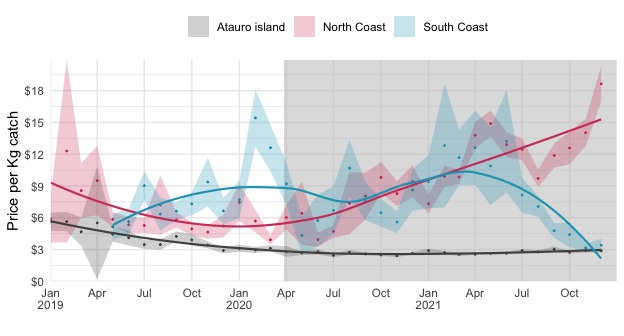 Atauro island North Coast South Coast
Price per Kg catch
$18
$15
$12
$9
$6
$3
$0
Jan Apr Jul Oct Jan Apr Jul Oct Jan Apr Jul Oct
2019 2020 2021